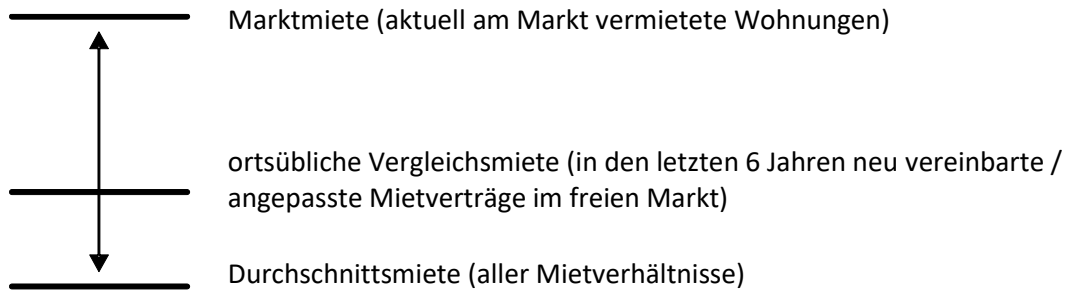 Marktmiete (aktuell am Markt vermietete Wohnungen)
ortsübliche Vergleichsmiete (in den letzten 6 Jahren neu vereinbarte /
angepasste Mietverträge im freien Markt)
Durchschnittsmiete (aller Mietverhältnisse)